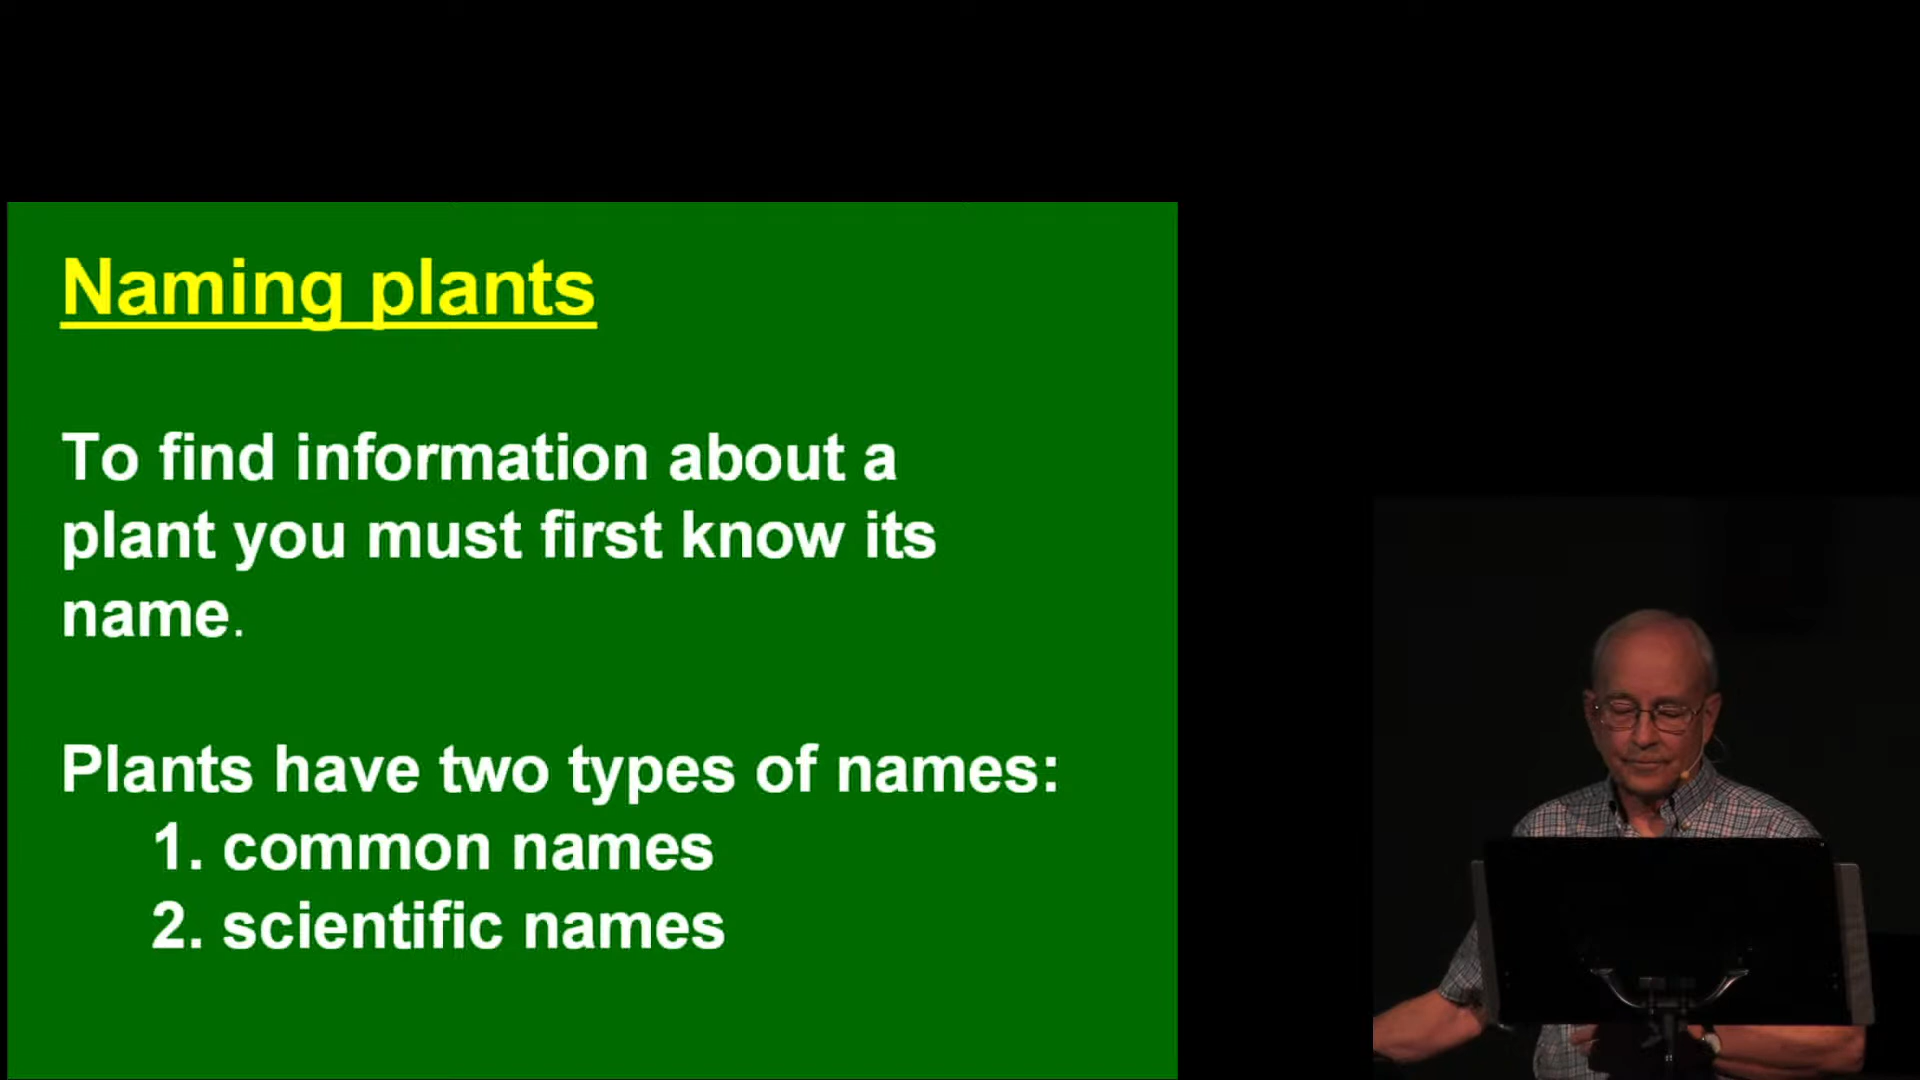 Naming plants
To find information about a
plant you must first know its
name.
Plants have two types of names:
1. common names
2. scientific names